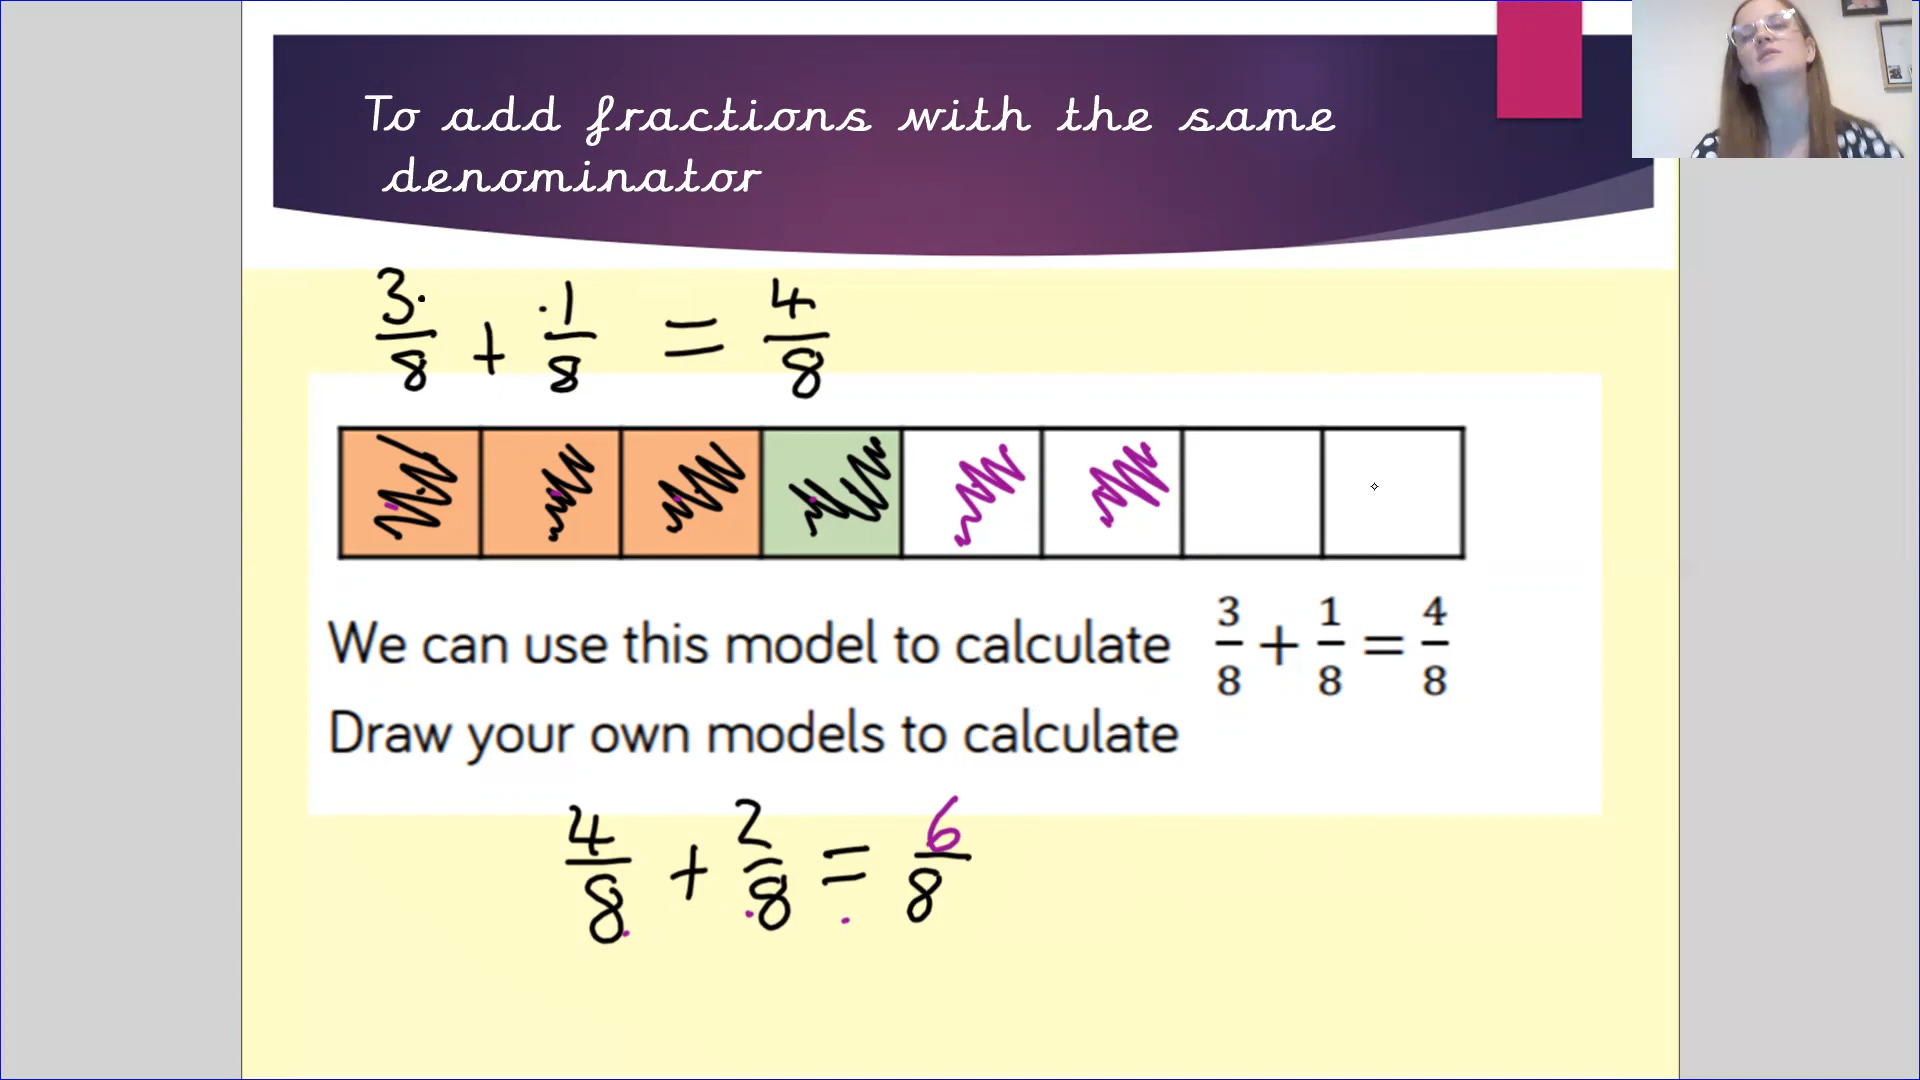 To add fractions with the same
denominator
3/8 + 1/8 = 4/8
We can use this model to calculate 3/8 + 1/8 = 4/8
Draw your own models to calculate
4/8 + 2/8 = 6/8